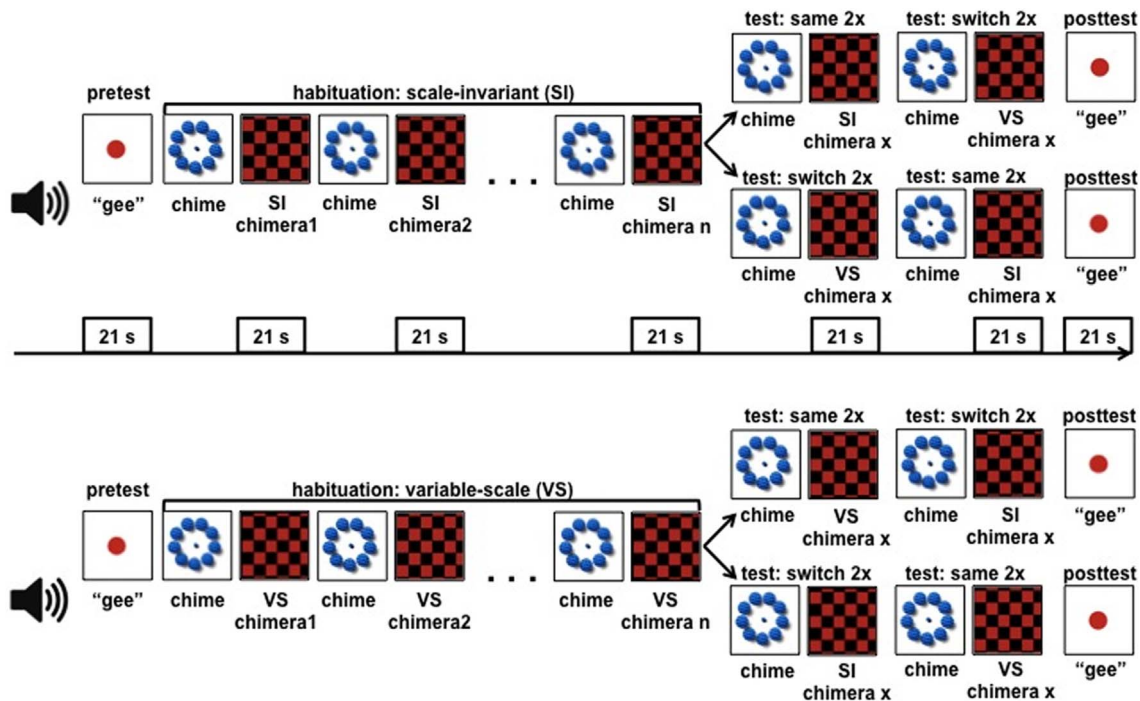 test: same 2x test: switch 2x posttest
pretest habituation: scale-invariant (SI)
chime SI chime VS "gee"
chimera x chimera x
test: switch 2x test: same 2x posttest
"gee" chime SI chime SI chime SI
chimera1 chimera2 . . . chimera n
chime VS chime SI "gee"
chimera x chimera x
21 s 21 s 21 s 21 s 21 s 21 s 21 s
test: same 2x test: switch 2x posttest
pretest habituation: variable-scale (VS)
chime VS chime SI "gee"
chimera x chimera x
test: switch 2x test: same 2x posttest
"gee" chime VS chime VS chime VS
chimera1 chimera2 . . . chimera n
chime SI chime VS "gee"
chimera x chimera x